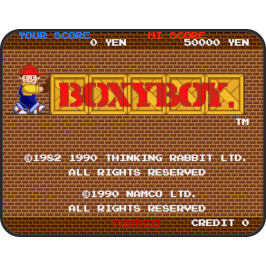 YOUR SCORE HI SCORE
0 YEN 50000 YEN
BOXYBOY.
TM
©1982 1990 THINKING RABBIT LTD.
ALL RIGHTS RESERVED
©1990 NAMCO LTD.
ALL RIGHTS RESERVED
namco CREDIT 0